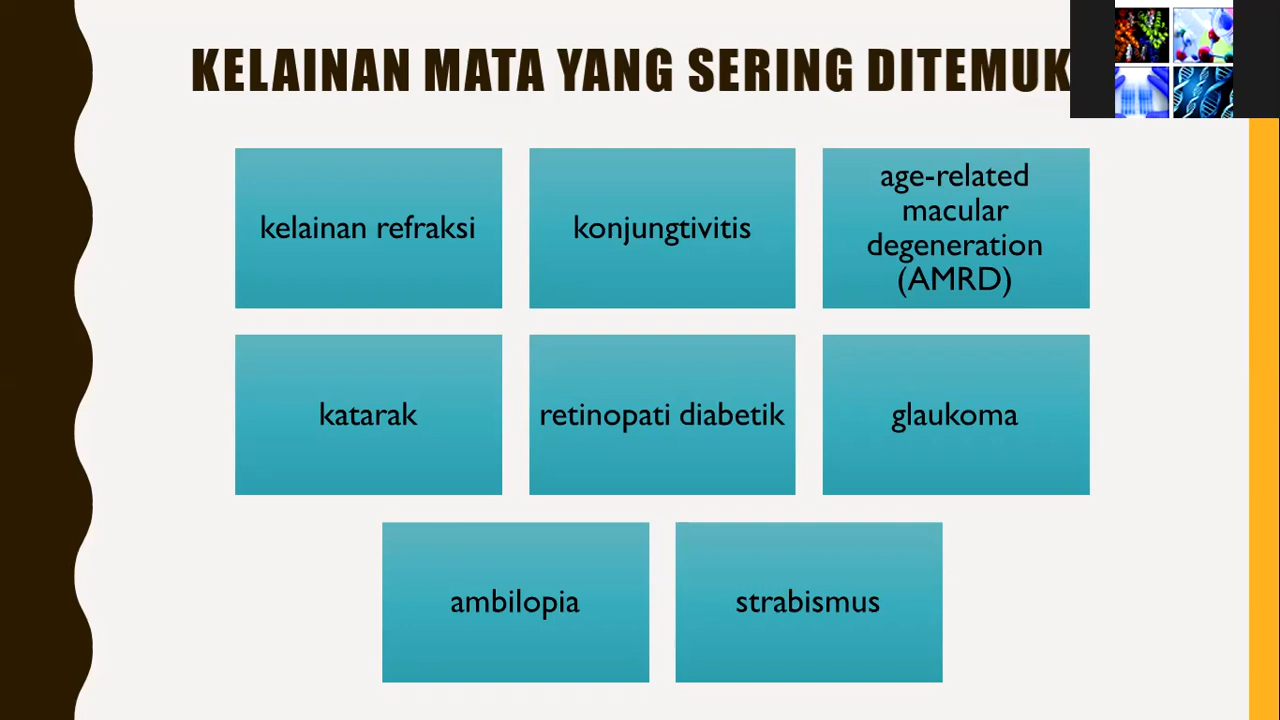 KELAINAN MATA YANG SERING DITEMUK
kelainan refraksi
konjungtivitis
age-related
macular
degeneration
(AMRD)
katarak
retinopati diabetik
glaukoma
ambilopia
strabismus